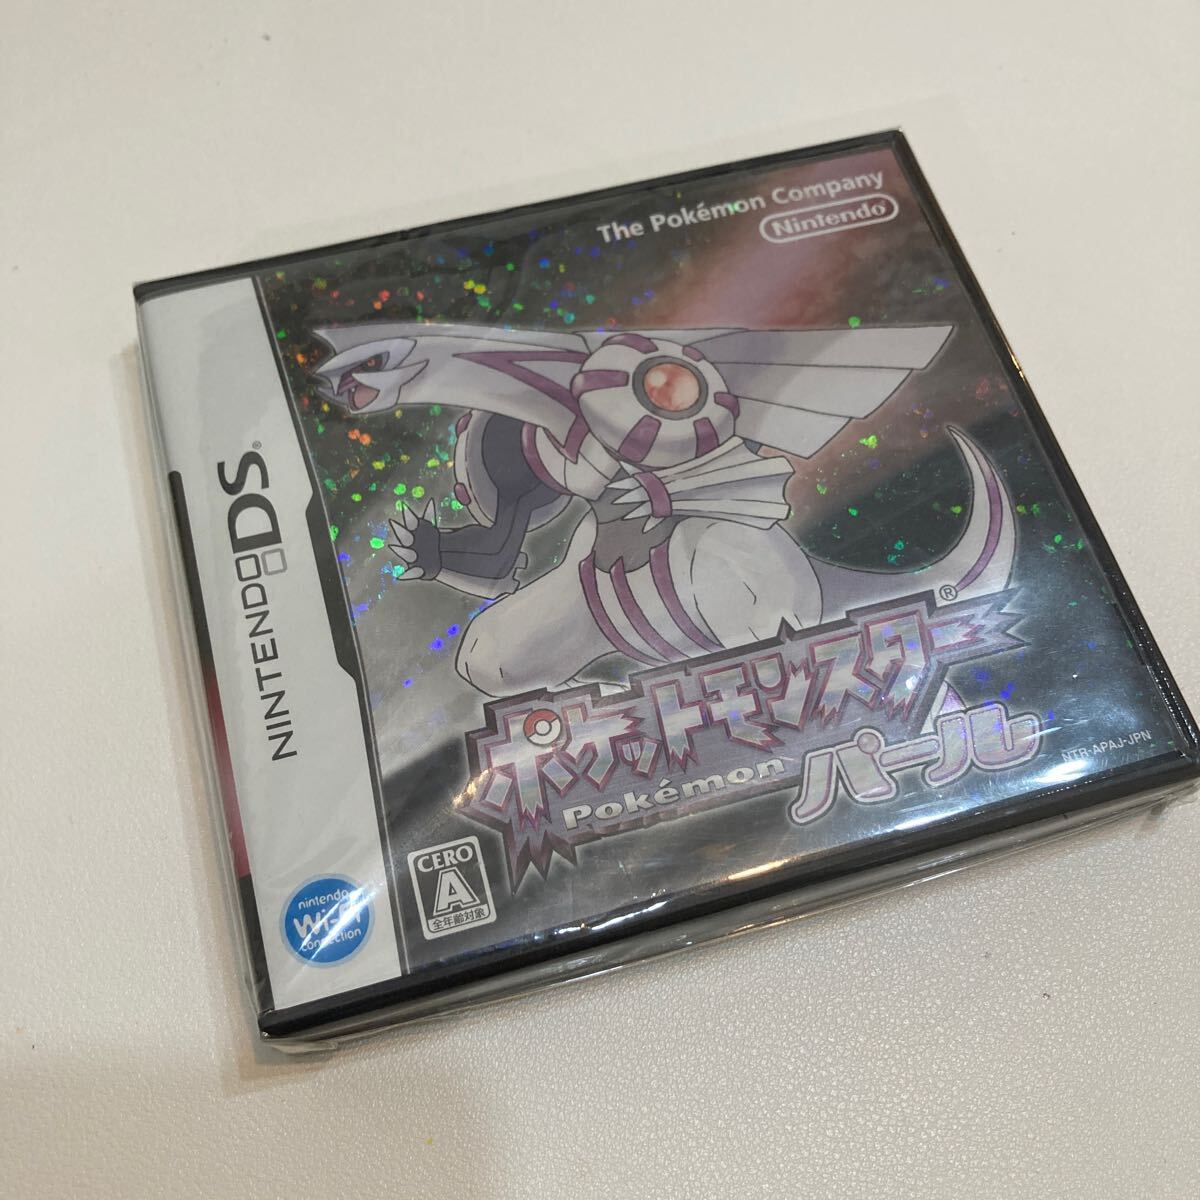 The Pokémon Company
Nintendo®
NINTENDO DS®
ポケットモンスター®
Pokémon パール
NTR-APAJ-JPN
CERO
A
全年齢対象
nintendo
Wi-Fi
connection